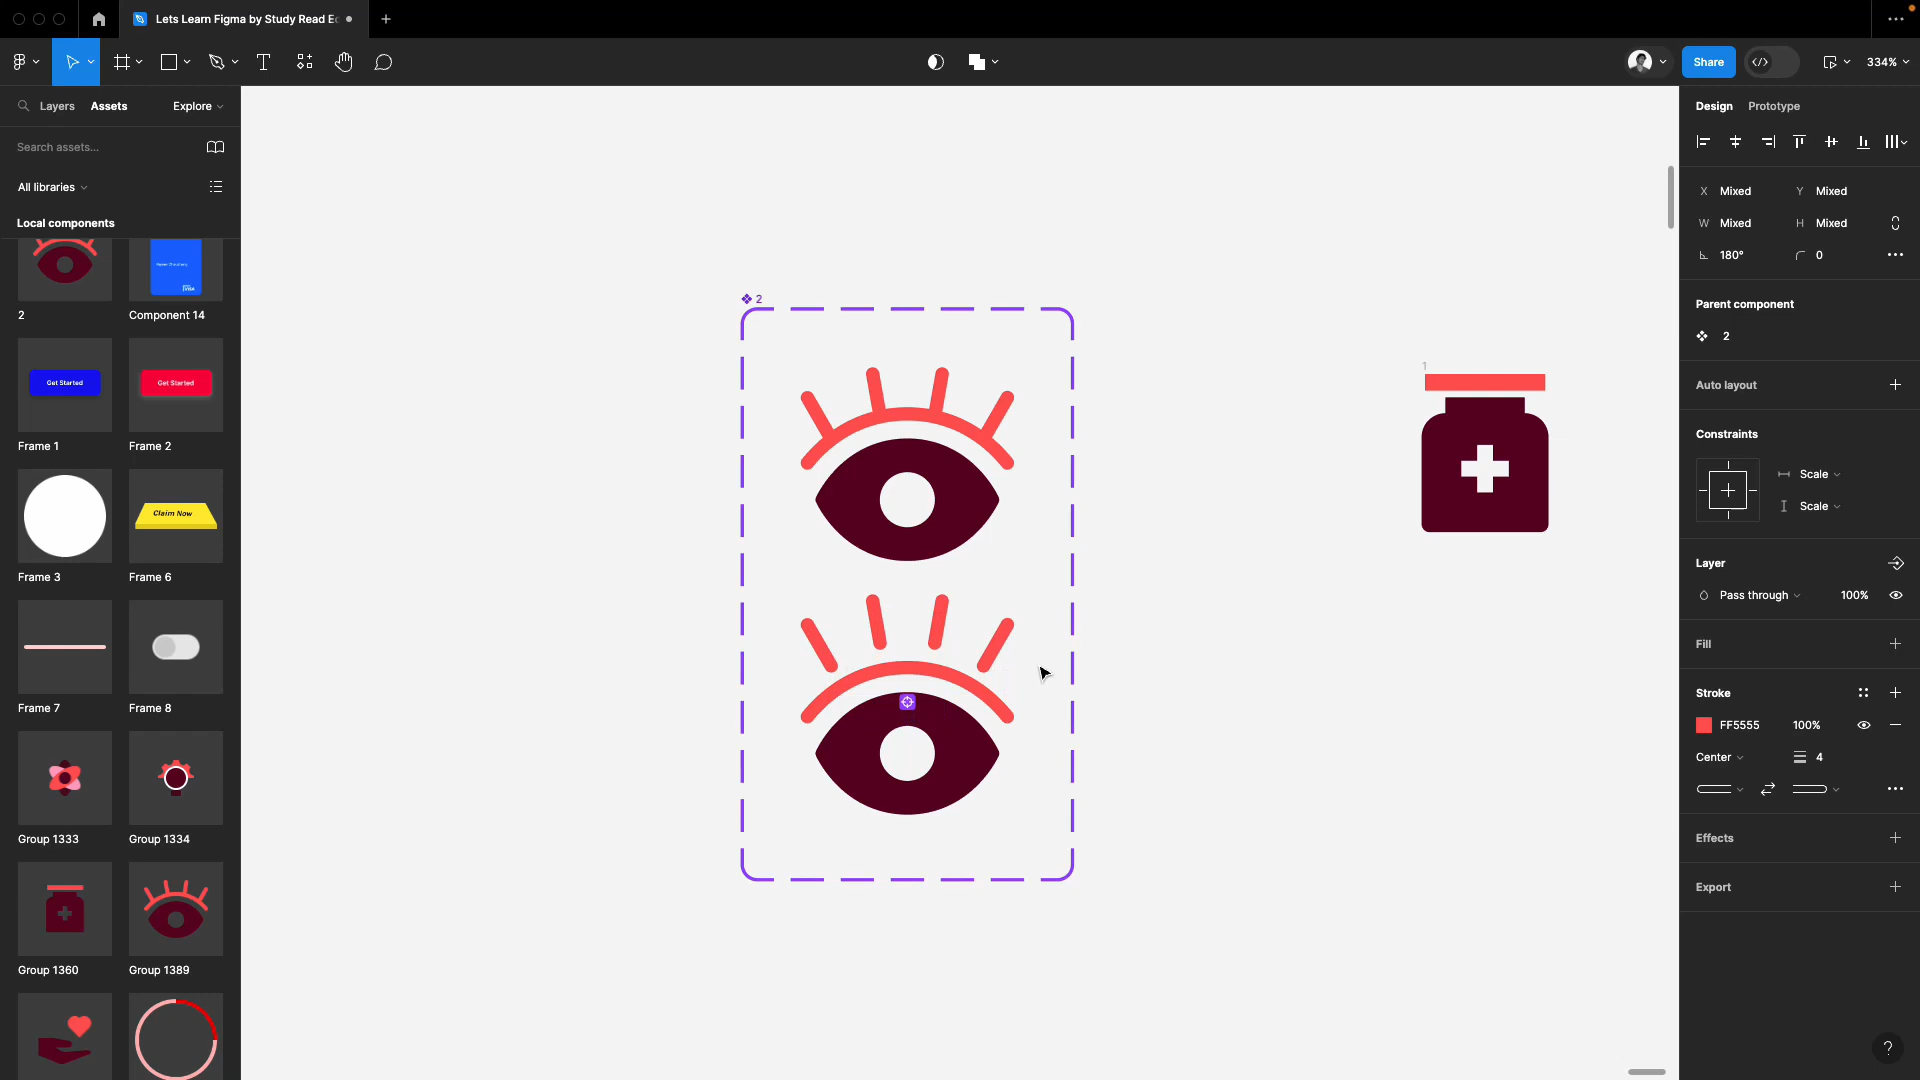 Lets Learn Figma by Study Read Ec
Share
334%
Layers
Assets
Explore
Search assets...
All libraries
Local components
2
Component 14
Get Started
Get Started
Frame 1
Frame 2
Claim Now
Frame 3
Frame 6
Frame 7
Frame 8
Group 1333
Group 1334
Group 1360
Group 1389
2
1
Design
Prototype
X Mixed
Y Mixed
W Mixed
H Mixed
180°
0
Parent component
2
Auto layout
Constraints
Scale
Scale
Layer
Pass through
100%
Fill
Stroke
FF5555
100%
Center
4
Effects
Export
?